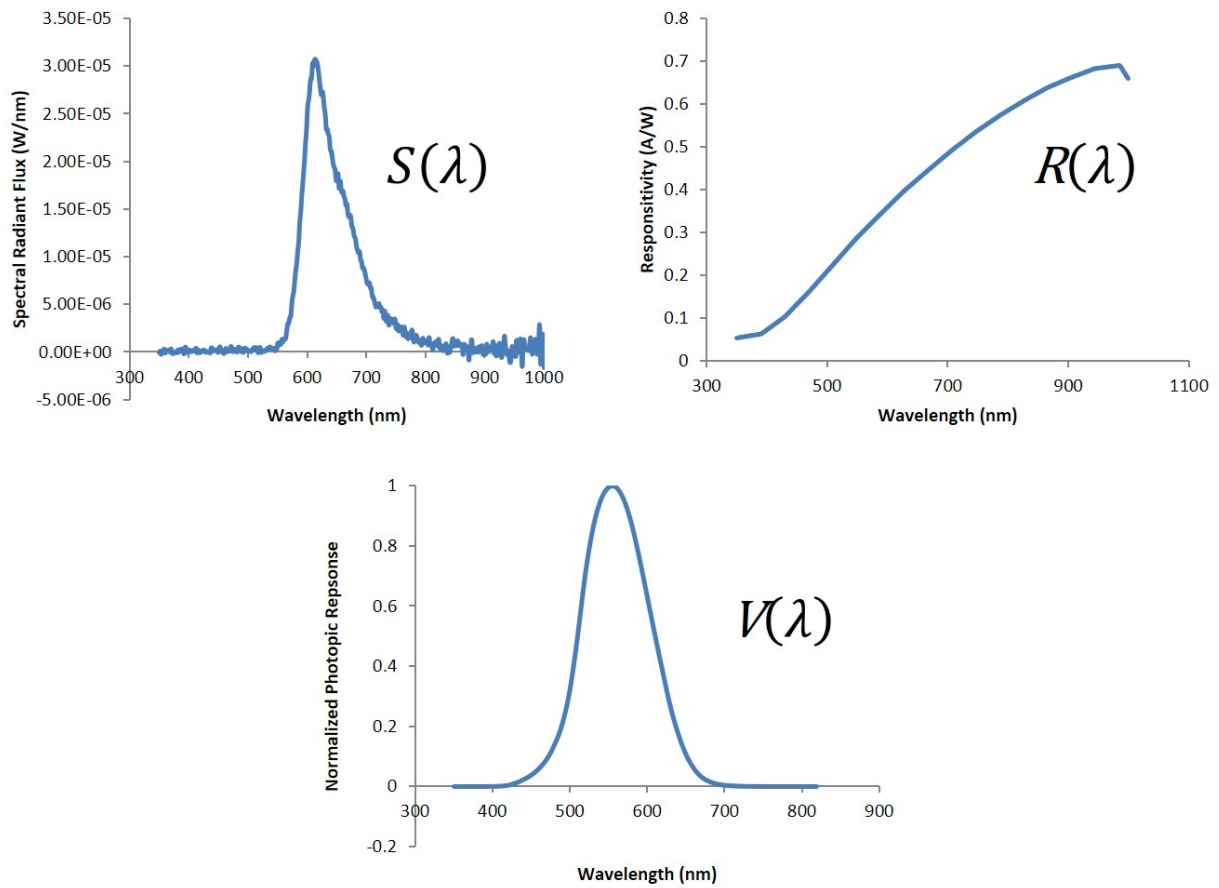 3.50E-05
3.00E-05
2.50E-05
2.00E-05
1.50E-05
1.00E-05
5.00E-06
0.00E+00
-5.00E-06
300 400 500 600 700 800 900 1000
Spectral Radiant Flux (W/nm)
Wavelength (nm)
S(λ)
0.8
0.7
0.6
0.5
0.4
0.3
0.2
0.1
0
300 500 700 900 1100
Responsitivity (A/W)
Wavelength (nm)
R(λ)
1
0.8
0.6
0.4
0.2
0
-0.2
300 400 500 600 700 800 900
Normalized Photopic Repsonse
Wavelength (nm)
V(λ)